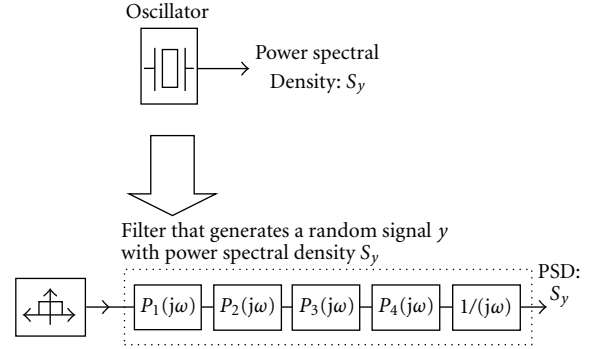 Oscillator
Power spectral
Density: S_y
Filter that generates a random signal y
with power spectral density S_y
PSD:
S_y
P_1(jω) P_2(jω) P_3(jω) P_4(jω) 1/(jω)